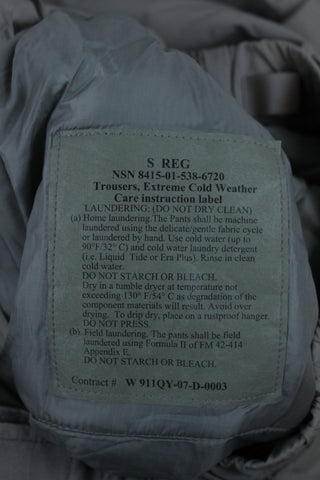 S REG
NSN 8415-01-538-6720
Trousers, Extreme Cold Weather
Care instruction label
LAUNDERING: (DO NOT DRY CLEAN)
(a) Home laundering. The Pants shall be machine
laundered using the delicate/gentle fabric cycle
or laundered by hand. Use cold water (up to
90°F/32° C) and cold water laundry detergent
(i.e. Liquid Tide or Era Plus). Rinse in clean
cold water.
DO NOT STARCH OR BLEACH.
Dry in a tumble dryer at temperature not
exceeding 130° F/54° C as degradation of the
component materials will result. Avoid over
drying. To drip dry, place on a rustproof hanger.
DO NOT PRESS.
(b). Field laundering. The pants shall be field
laundered using Formula II of FM 42-414
Appendix E.
DO NOT STARCH OR BLEACH.
Contract # W 911QY-07-D-0003